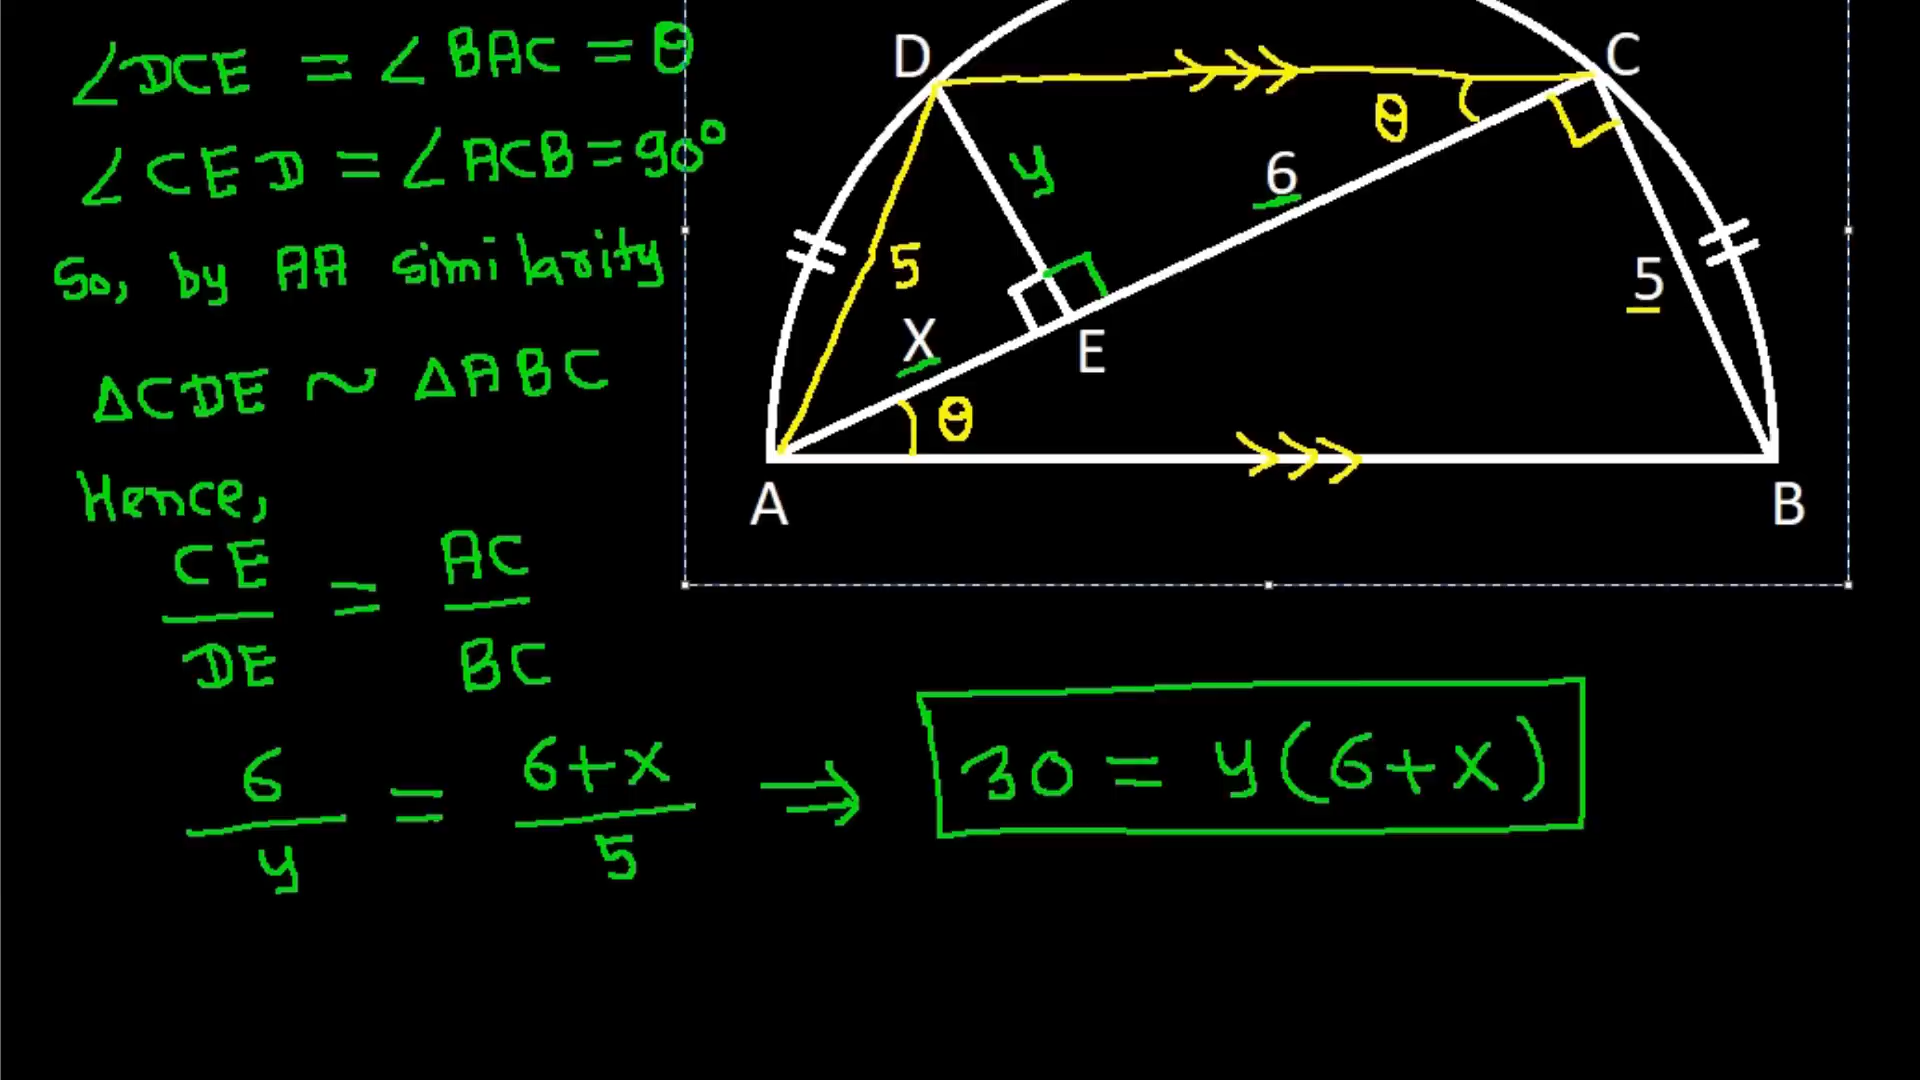 ∠DCE = ∠BAC = θ
∠CED = ∠ACB = 90°
So, by AA similarity
ΔCDE ~ ΔABC
Hence,
CE/DE = AC/BC
6/y = 6+x/5 ⇒ 30 = y(6+x)
D
C
θ
y
6
5
5
X
E
θ
A
B